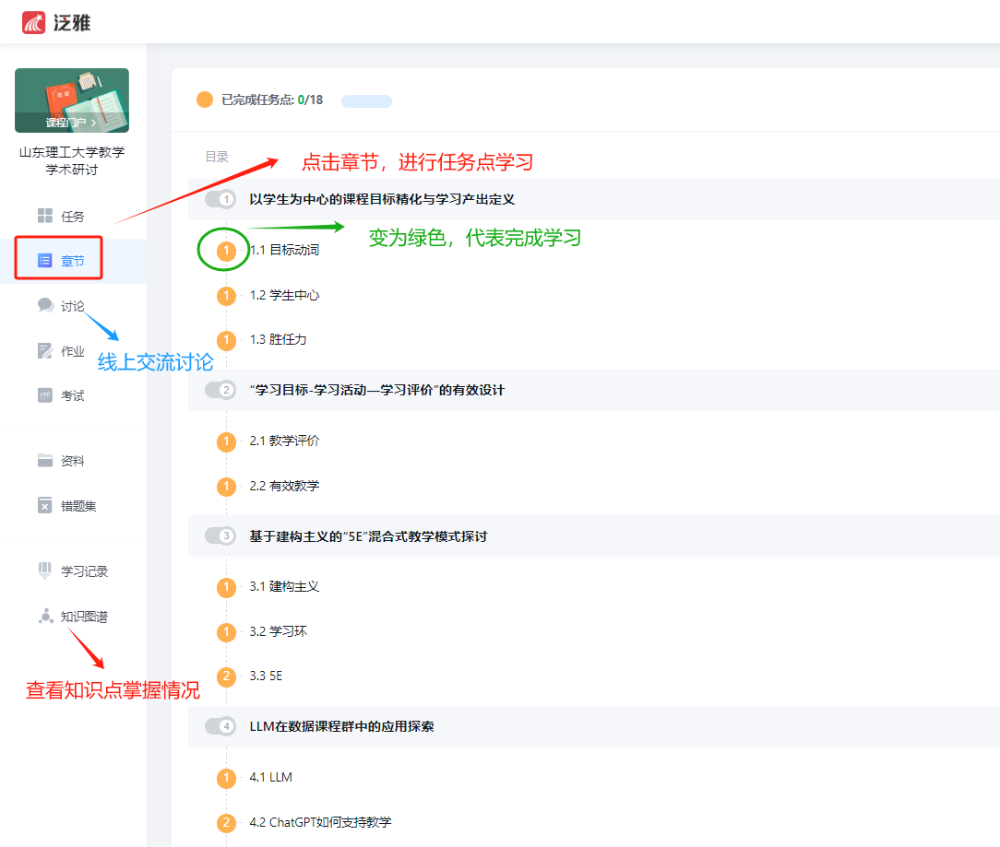 泛雅
课程门户 >
山东理工大学教学
学术研讨
任务
章节
讨论
作业
考试
资料
错题集
学习记录
知识图谱
线上交流讨论
查看知识点掌握情况
已完成任务点: 0/18
目录
点击章节，进行任务点学习
1 以学生为中心的课程目标精化与学习产出定义
变为绿色，代表完成学习
1 1.1 目标动词
1 1.2 学生中心
1 1.3 胜任力
2 “学习目标-学习活动—学习评价”的有效设计
1 2.1 教学评价
1 2.2 有效教学
3 基于建构主义的“5E”混合式教学模式探讨
1 3.1 建构主义
1 3.2 学习环
2 3.3 5E
4 LLM在数据课程群中的应用探索
1 4.1 LLM
2 4.2 ChatGPT如何支持教学